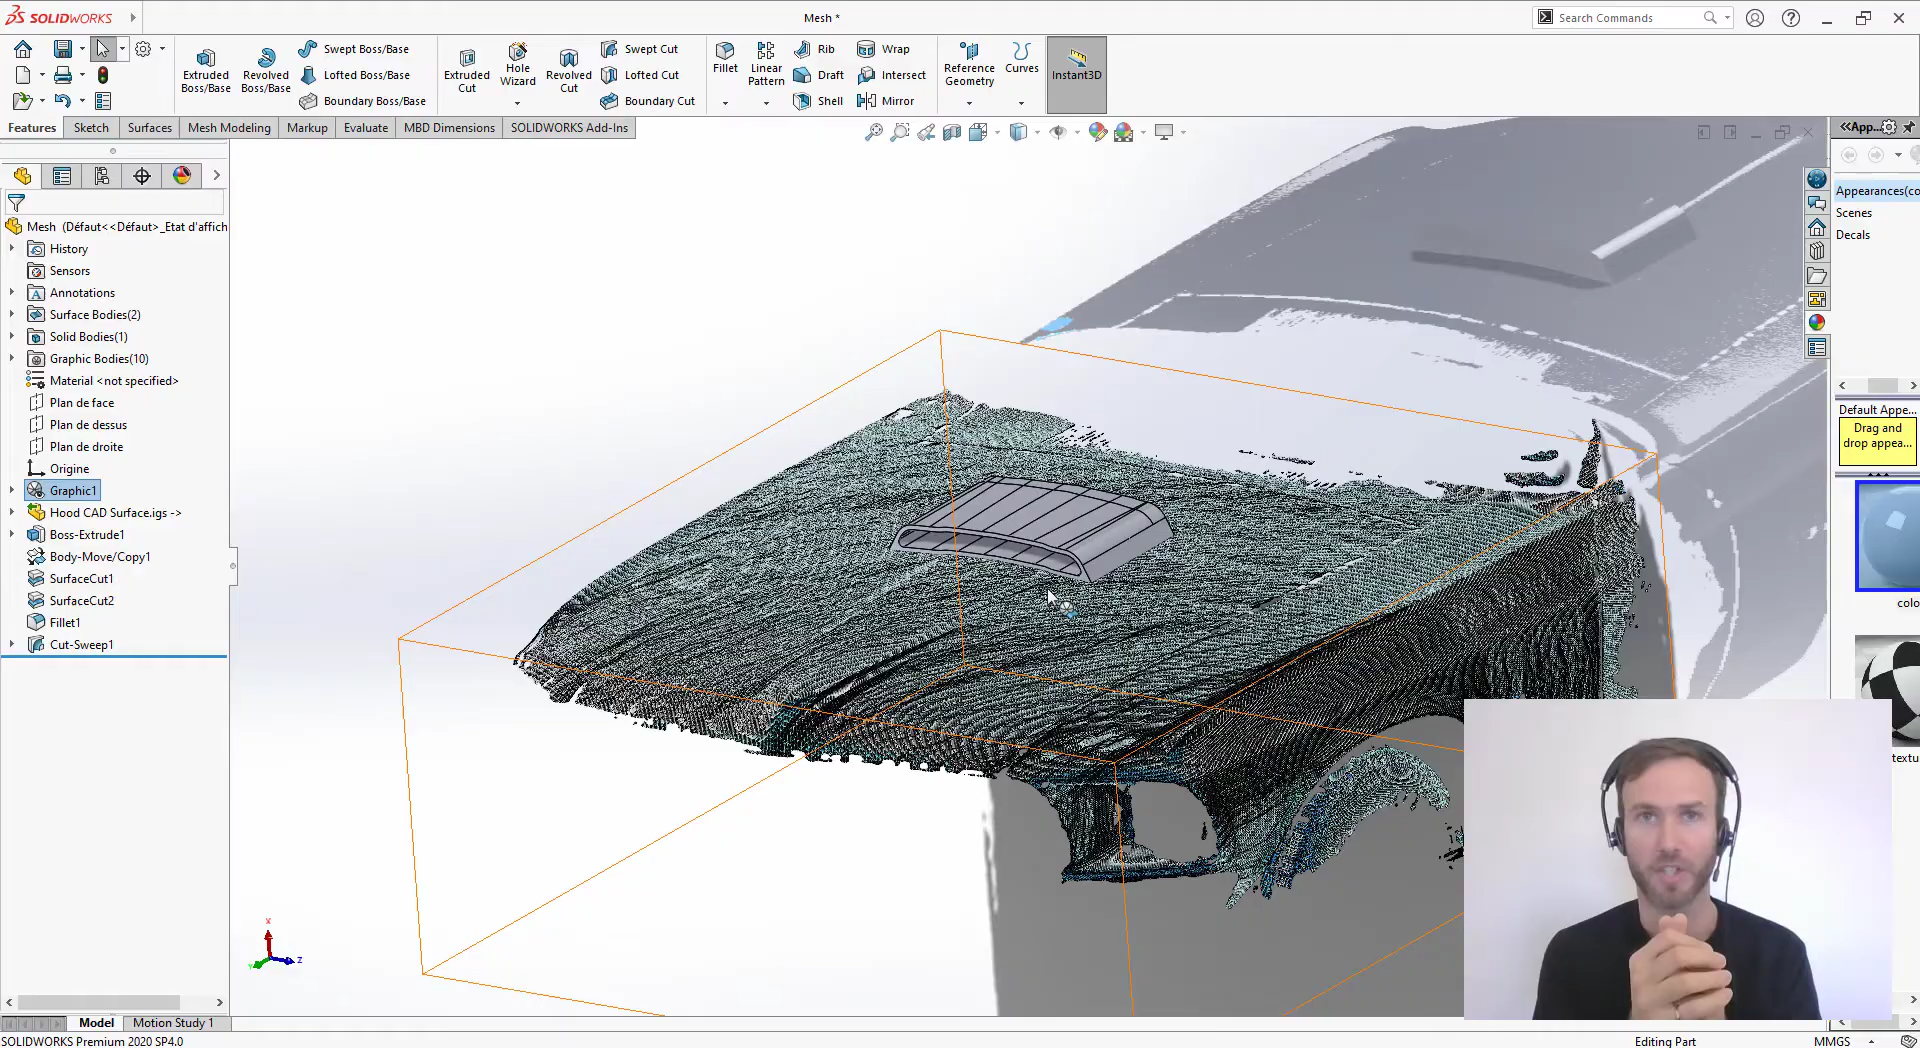 SOLIDWORKS
Mesh *
Search Commands
Extruded Boss/Base
Revolved Boss/Base
Swept Boss/Base
Lofted Boss/Base
Boundary Boss/Base
Extruded Cut
Hole Wizard
Revolved Cut
Swept Cut
Lofted Cut
Boundary Cut
Fillet
Linear Pattern
Rib
Draft
Shell
Wrap
Intersect
Mirror
Reference Geometry
Curves
Instant3D
Features
Sketch
Surfaces
Mesh Modeling
Markup
Evaluate
MBD Dimensions
SOLIDWORKS Add-Ins
Mesh (Défaut<<Défaut>_Etat d'affich
History
Sensors
Annotations
Surface Bodies(2)
Solid Bodies(1)
Graphic Bodies(10)
Material <not specified>
Plan de face
Plan de dessus
Plan de droite
Origine
Graphic1
Hood CAD Surface.igs ->
Boss-Extrude1
Body-Move/Copy1
SurfaceCut1
SurfaceCut2
Fillet1
Cut-Sweep1
X
Y
Z
App...
Appearances(co
Scenes
Decals
Default Appe...
Drag and
drop appea...
colo
textu
Model
Motion Study 1
SOLIDWORKS Premium 2020 SP4.0
Editing Part
MMGS